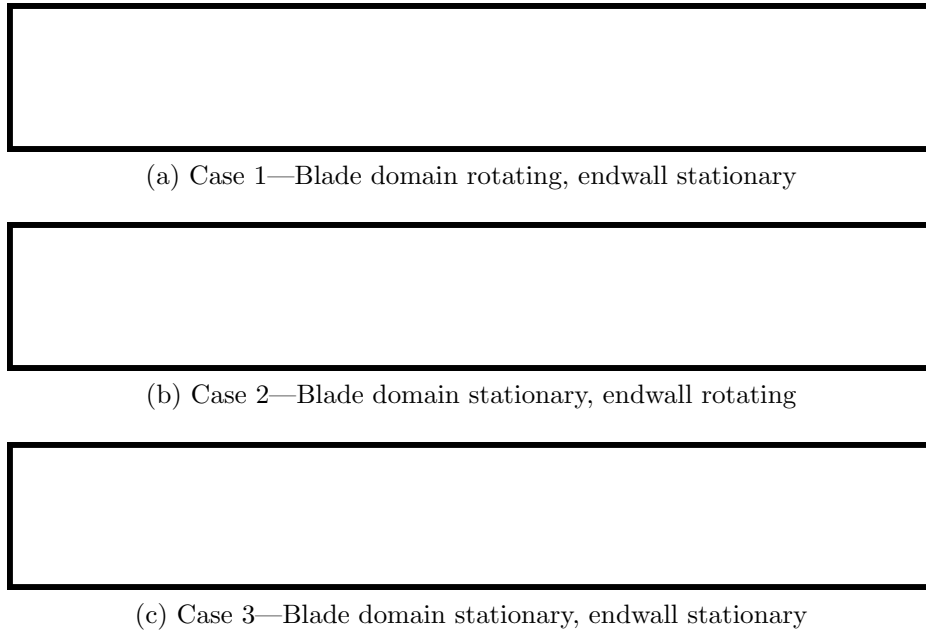 (a) Case 1—Blade domain rotating, endwall stationary
(b) Case 2—Blade domain stationary, endwall rotating
(c) Case 3—Blade domain stationary, endwall stationary